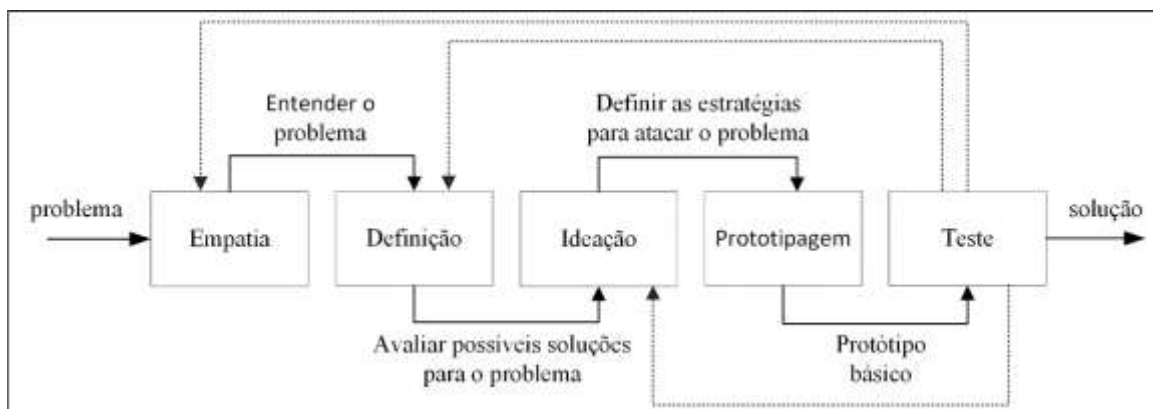 Entender o
problema
Definir as estratégias
para atacar o problema
problema
Empatia
Definição
Ideação
Prototipagem
Teste
solução
Avaliar possíveis soluções
para o problema
Protótipo
básico